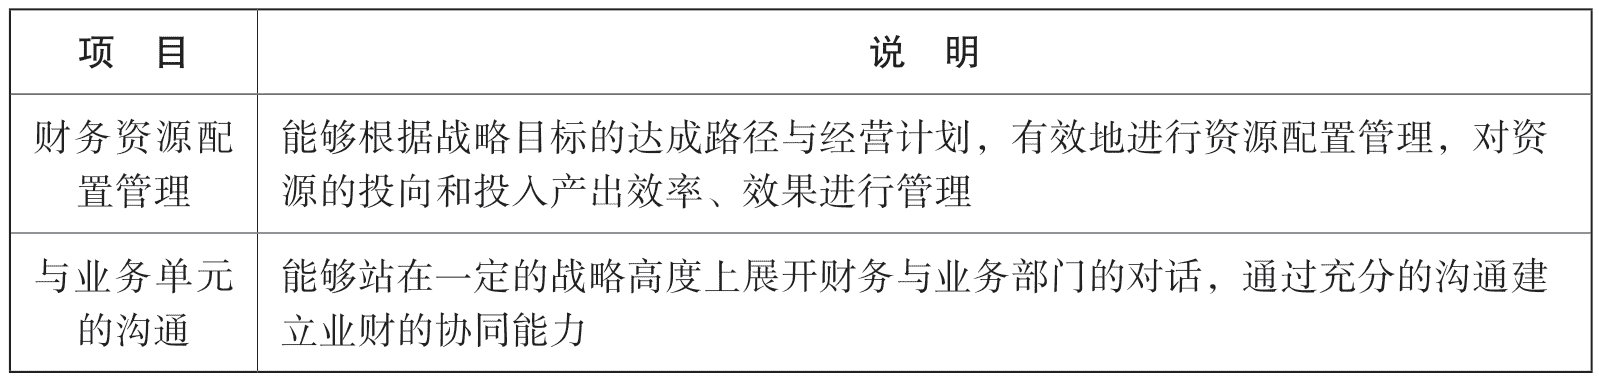 项 目
说 明
财务资源配
置管理
能够根据战略目标的达成路径与经营计划，有效地进行资源配置管理，对资
源的投向和投入产出效率、效果进行管理
与业务单元
的沟通
能够站在一定的战略高度上展开财务与业务部门的对话，通过充分的沟通建
立业财的协同能力